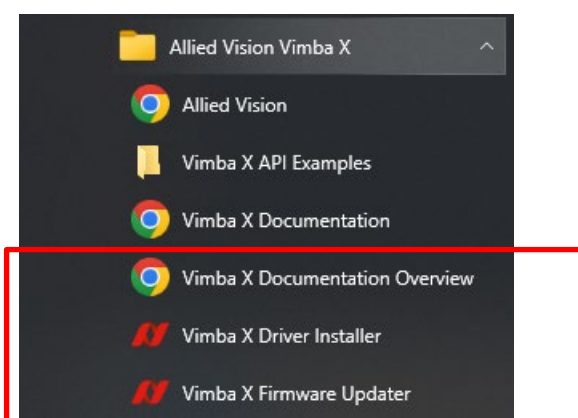 Allied Vision Vimba X
Allied Vision
Vimba X API Examples
Vimba X Documentation
Vimba X Documentation Overview
Vimba X Driver Installer
Vimba X Firmware Updater